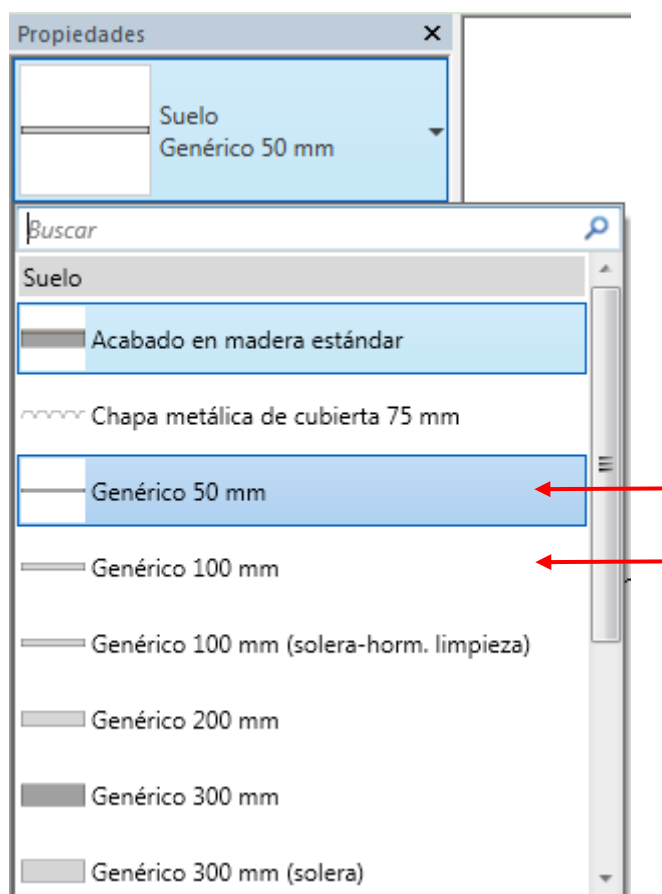 Propiedades
Suelo
Genérico 50 mm
Buscar
Suelo
Acabado en madera estándar
Chapa metálica de cubierta 75 mm
Genérico 50 mm
Genérico 100 mm
Genérico 100 mm (solera-horm. limpieza)
Genérico 200 mm
Genérico 300 mm
Genérico 300 mm (solera)